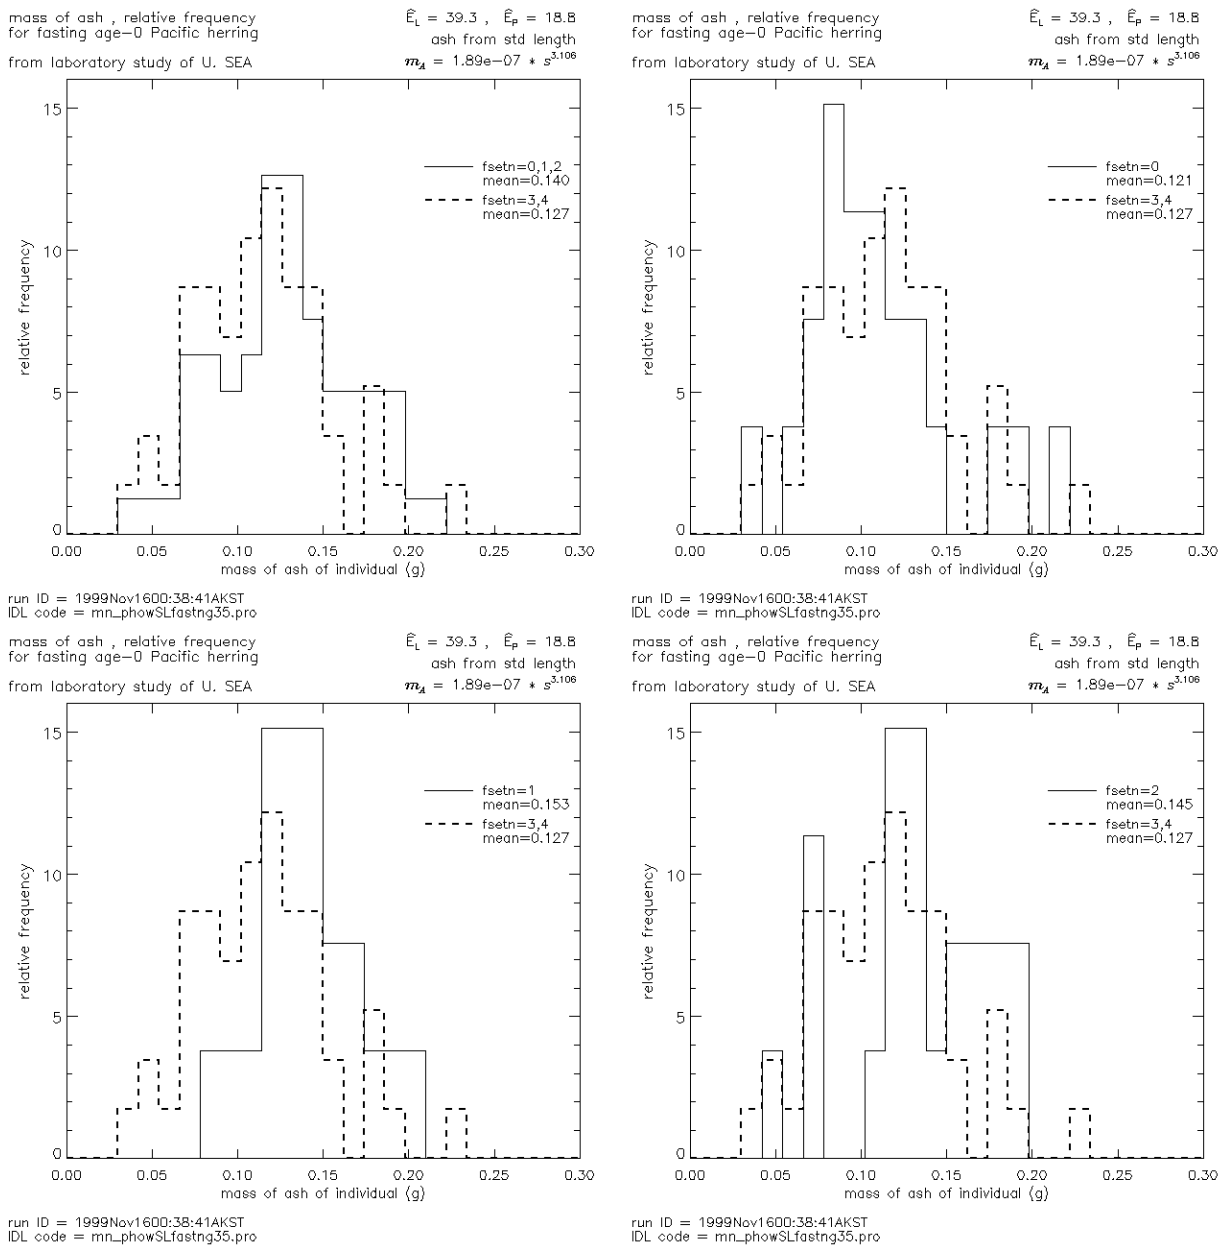 mass of ash , relative frequency
for fasting age-0 Pacific herring
from laboratory study of U. SEA
Ê_L = 39.3 , Ê_P = 18.8
ash from std length
m_A = 1.89e-07 * s^3.106
15
10
5
0
relative frequency
fsetn=0,1,2
mean=0.140
fsetn=3,4
mean=0.127
0.00 0.05 0.10 0.15 0.20 0.25 0.30
mass of ash of individual (g)
run ID = 1999Nov1600:38:41AKST
IDL code = mn_phowSLfastng35.pro
mass of ash , relative frequency
for fasting age-0 Pacific herring
from laboratory study of U. SEA
Ê_L = 39.3 , Ê_P = 18.8
ash from std length
m_A = 1.89e-07 * s^3.106
15
10
5
0
relative frequency
fsetn=0
mean=0.121
fsetn=3,4
mean=0.127
0.00 0.05 0.10 0.15 0.20 0.25 0.30
mass of ash of individual (g)
run ID = 1999Nov1600:38:41AKST
IDL code = mn_phowSLfastng35.pro
mass of ash , relative frequency
for fasting age-0 Pacific herring
from laboratory study of U. SEA
Ê_L = 39.3 , Ê_P = 18.8
ash from std length
m_A = 1.89e-07 * s^3.106
15
10
5
0
relative frequency
fsetn=1
mean=0.153
fsetn=3,4
mean=0.127
0.00 0.05 0.10 0.15 0.20 0.25 0.30
mass of ash of individual (g)
run ID = 1999Nov1600:38:41AKST
IDL code = mn_phowSLfastng35.pro
mass of ash , relative frequency
for fasting age-0 Pacific herring
from laboratory study of U. SEA
Ê_L = 39.3 , Ê_P = 18.8
ash from std length
m_A = 1.89e-07 * s^3.106
15
10
5
0
relative frequency
fsetn=2
mean=0.145
fsetn=3,4
mean=0.127
0.00 0.05 0.10 0.15 0.20 0.25 0.30
mass of ash of individual (g)
run ID = 1999Nov1600:38:41AKST
IDL code = mn_phowSLfastng35.pro